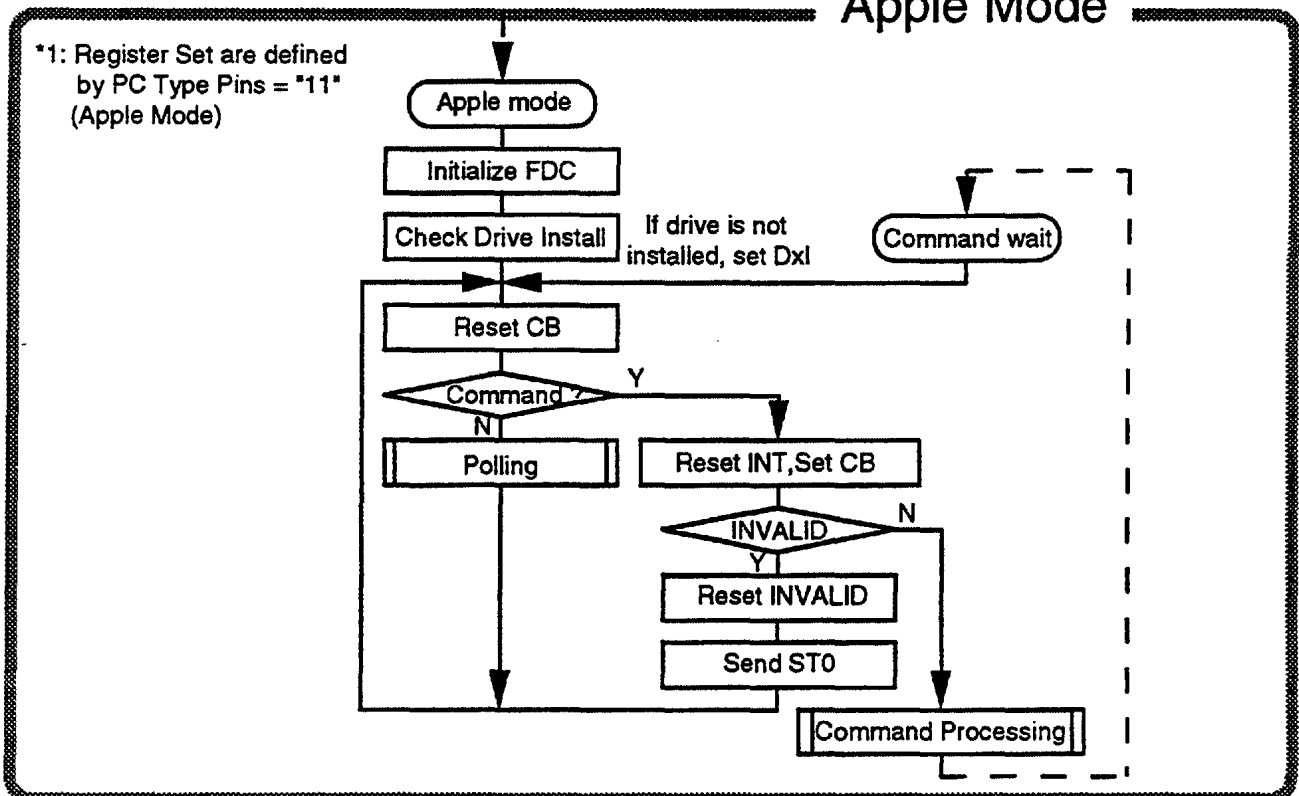 Apple Mode
*1: Register Set are defined
by PC Type Pins = "11"
(Apple Mode)
Apple mode
Initialize FDC
Check Drive Install
If drive is not
installed, set DxI
Command wait
Reset CB
Command ?
Y
N
Polling
Reset INT,Set CB
INVALID
N
Y
Reset INVALID
Send ST0
Command Processing